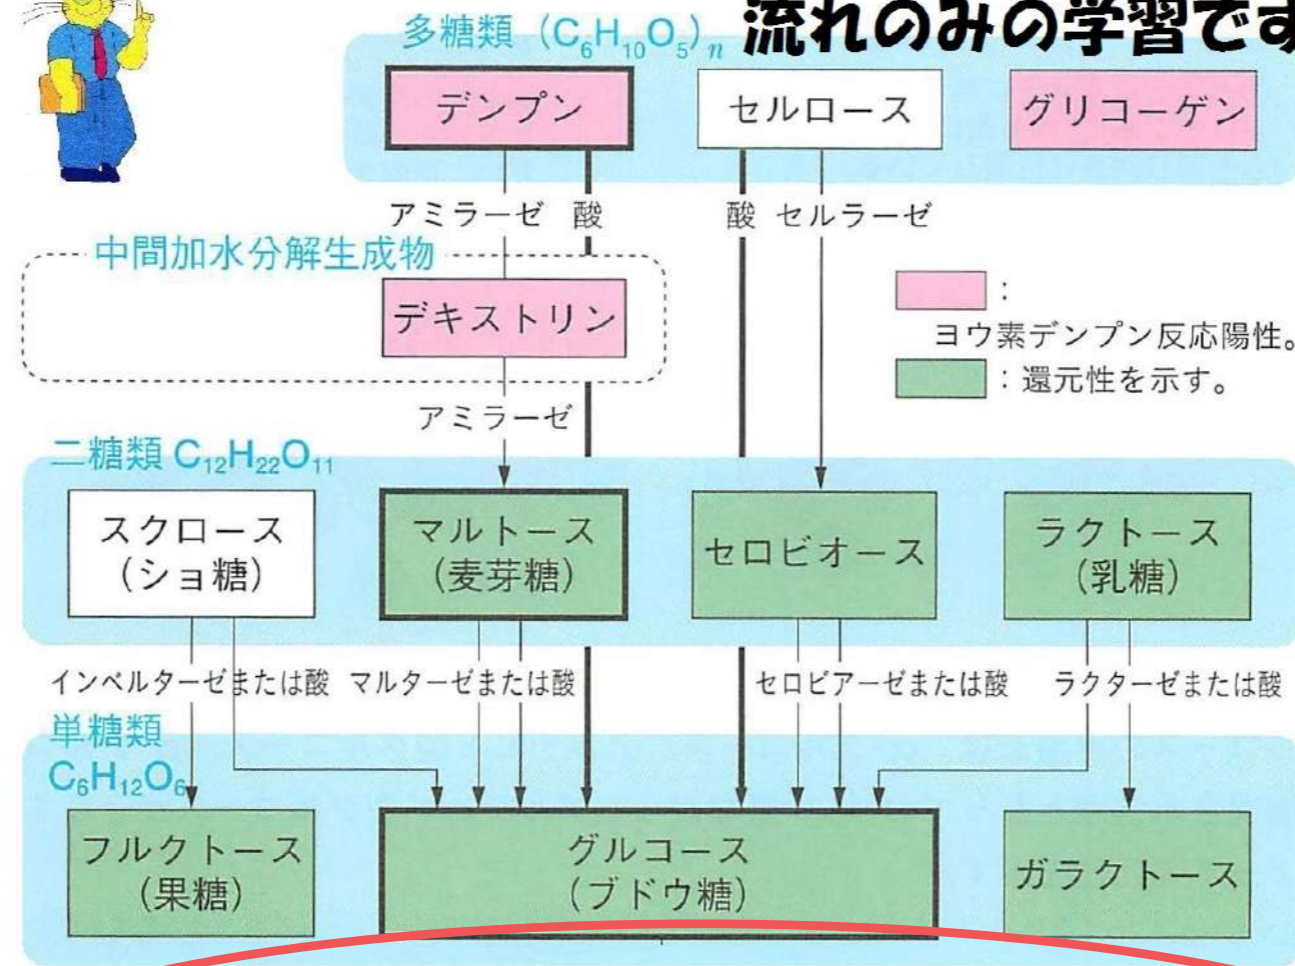 流れのみの学習です
多糖類 (C₆H₁₀O₅)ₙ
デンプン
セルロース
グリコーゲン
アミラーゼ 酸
酸 セルラーゼ
中間加水分解生成物
デキストリン
：
ヨウ素デンプン反応陽性。
：還元性を示す。
アミラーゼ
二糖類 C₁₂H₂₂O₁₁
スクロース
(ショ糖)
マルトース
(麦芽糖)
セロビオース
ラクトース
(乳糖)
インベルターゼまたは酸
マルターゼまたは酸
セロビアーゼまたは酸
ラクターゼまたは酸
単糖類
C₆H₁₂O₆
フルクトース
(果糖)
グルコース
(ブドウ糖)
ガラクトース